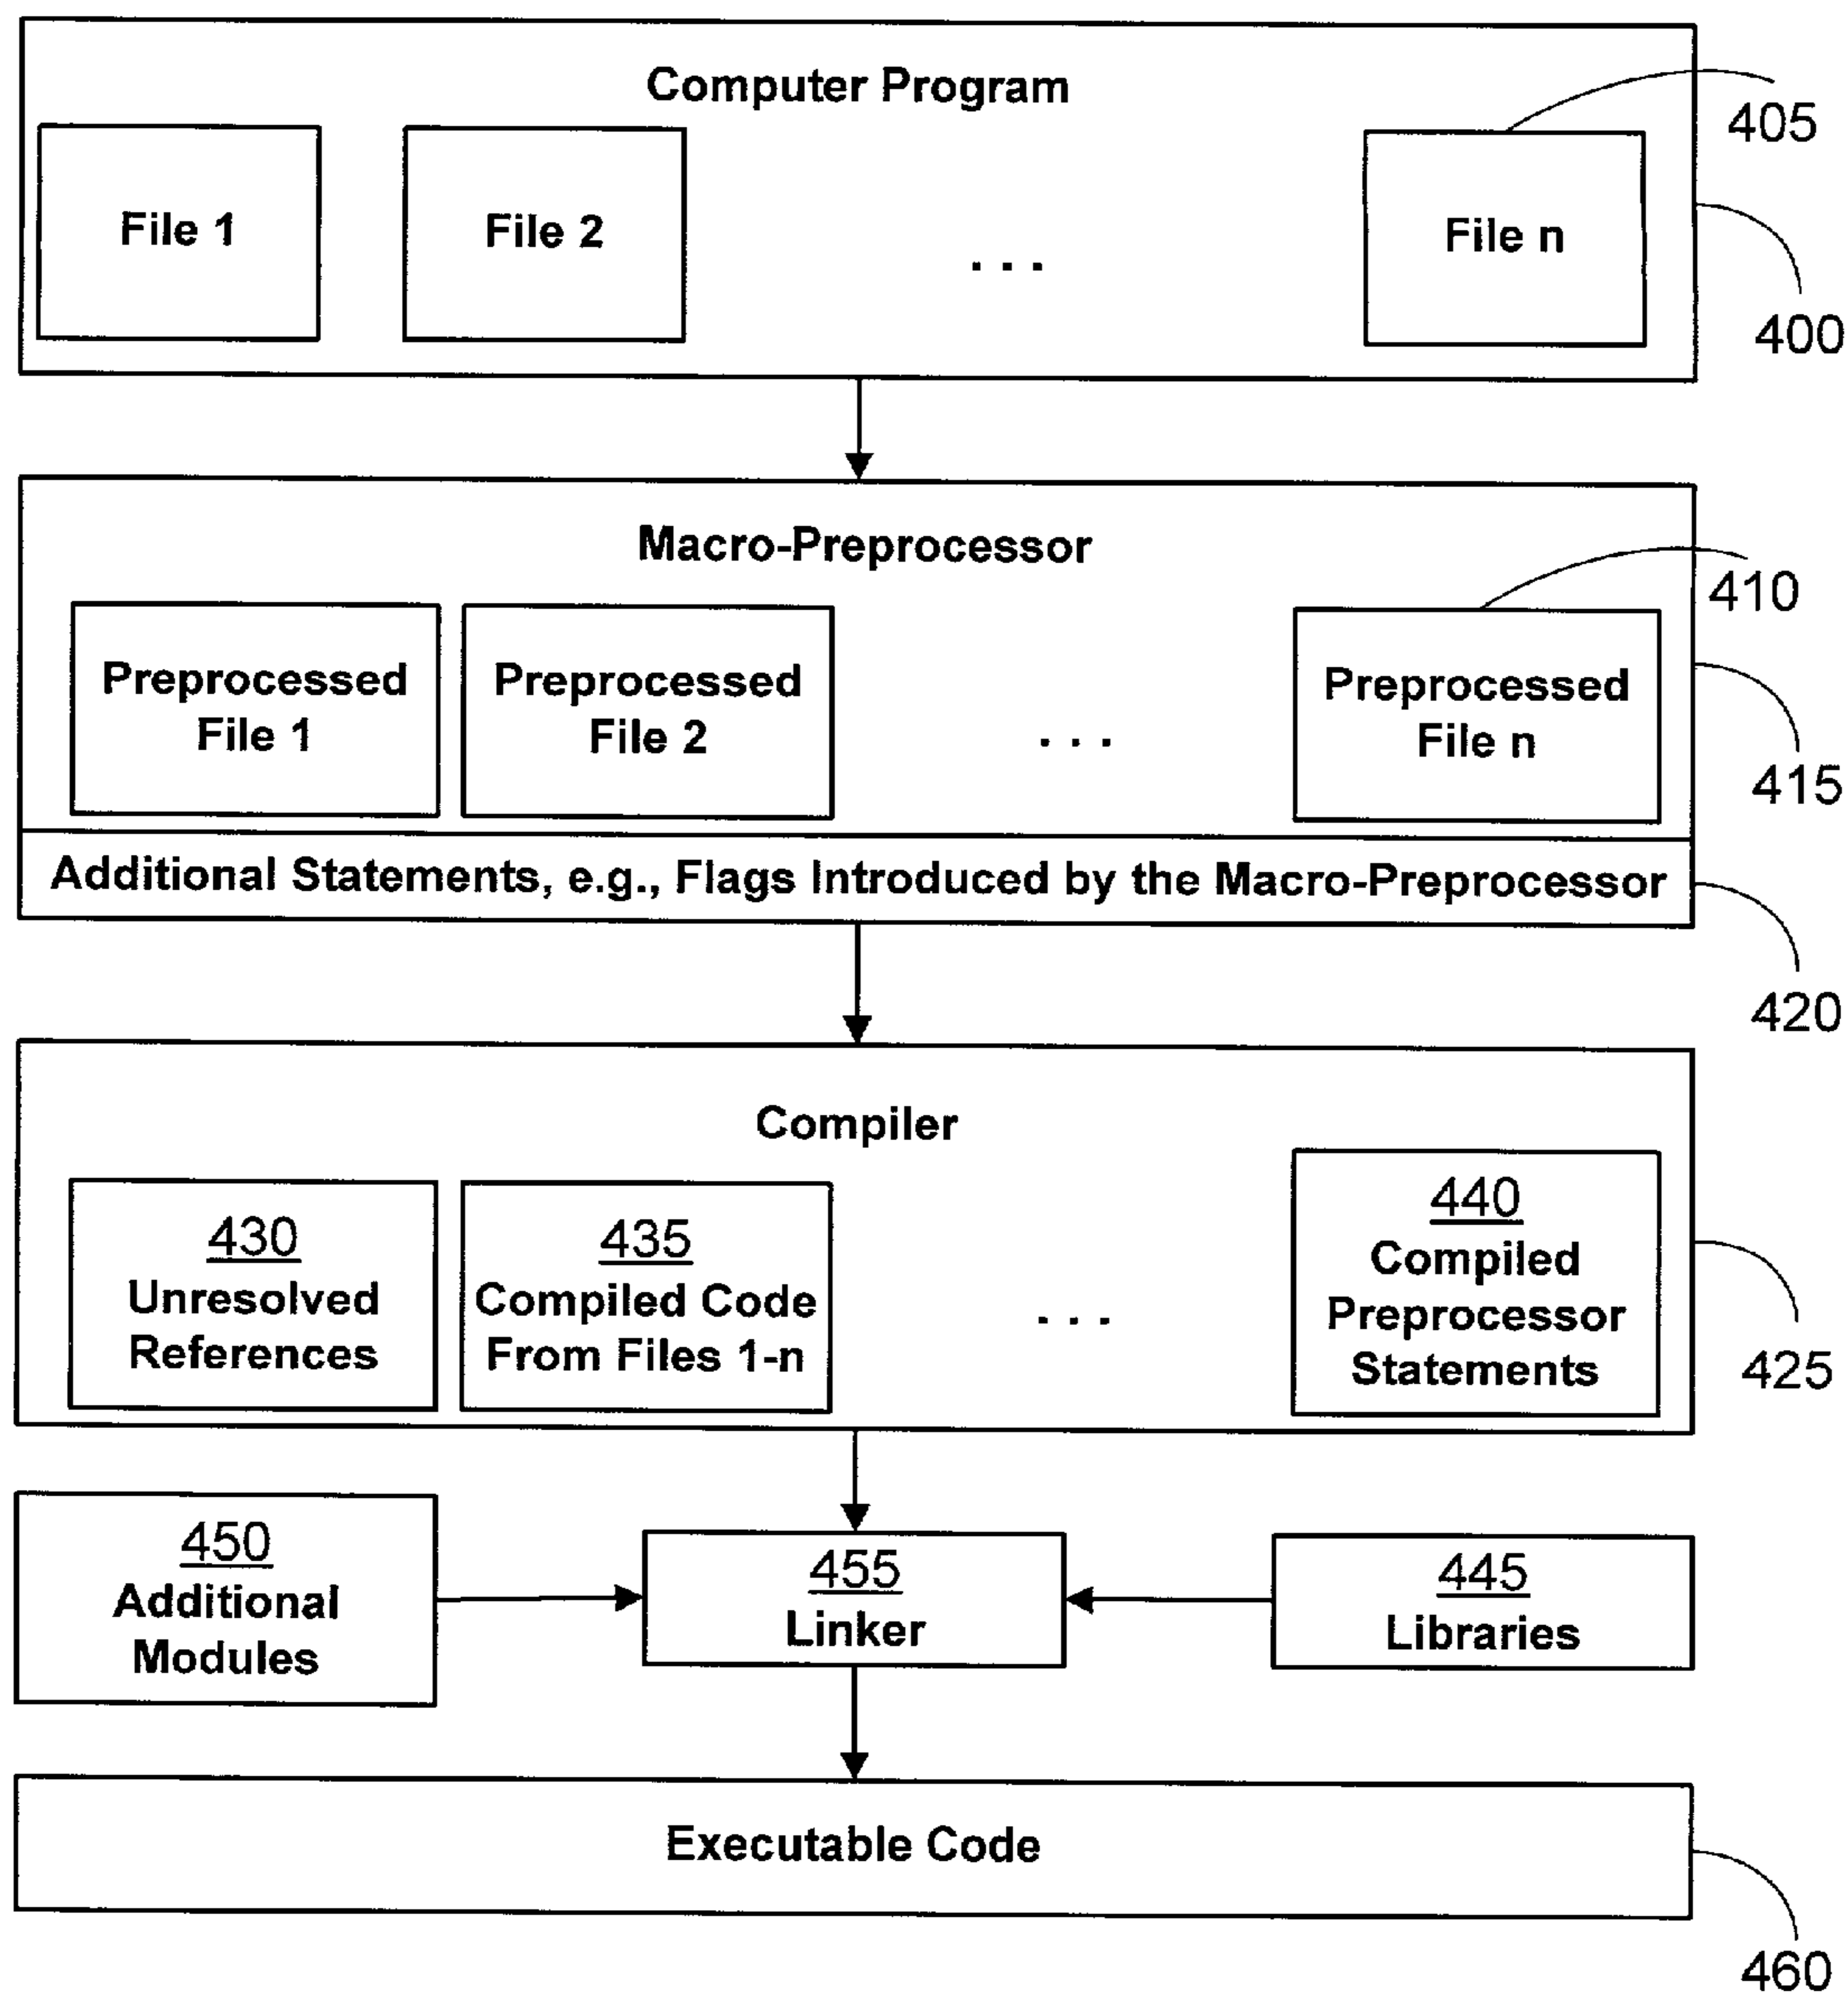 Computer Program
405
File 1
File 2
. . .
File n
400
Macro-Preprocessor
410
Preprocessed
File 1
Preprocessed
File 2
. . .
Preprocessed
File n
415
Additional Statements, e.g., Flags Introduced by the Macro-Preprocessor
420
Compiler
430
Unresolved
References
435
Compiled Code
From Files 1-n
. . .
440
Compiled
Preprocessor
Statements
425
450
Additional
Modules
455
Linker
445
Libraries
Executable Code
460